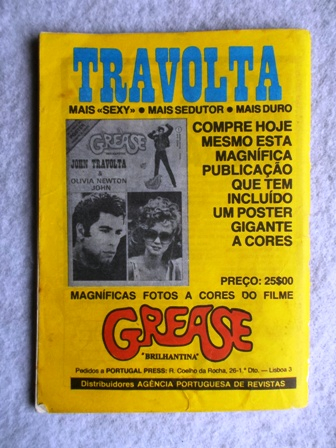 TRAVOLTA
MAIS «SEXY» ● MAIS SEDUTOR ● MAIS DURO
GREASE
JOHN TRAVOLTA
&
OLIVIA NEWTON
JOHN
COMPRE HOJE
MESMO ESTA
MAGNÍFICA
PUBLICAÇÃO
QUE TEM
INCLUÍDO
UM POSTER
GIGANTE
A CORES
PREÇO: 25$00
MAGNÍFICAS FOTOS A CORES DO FILME
GREASE
"BRILHANTINA"
Pedidos a PORTUGAL PRESS: R. Coelho da Rocha, 26-1.º Dto. — Lisboa 3
Distribuidores AGÊNCIA PORTUGUESA DE REVISTAS